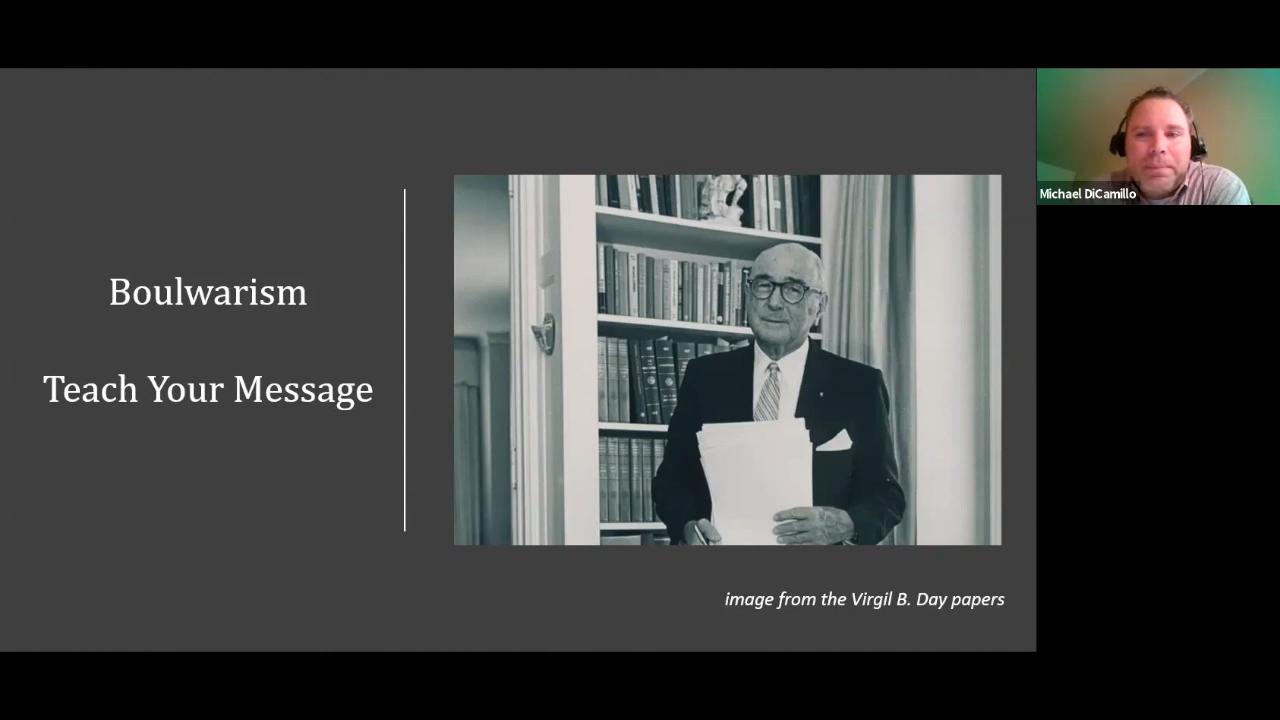 Boulwarism
Teach Your Message
image from the Virgil B. Day papers
Michael DiCamillo